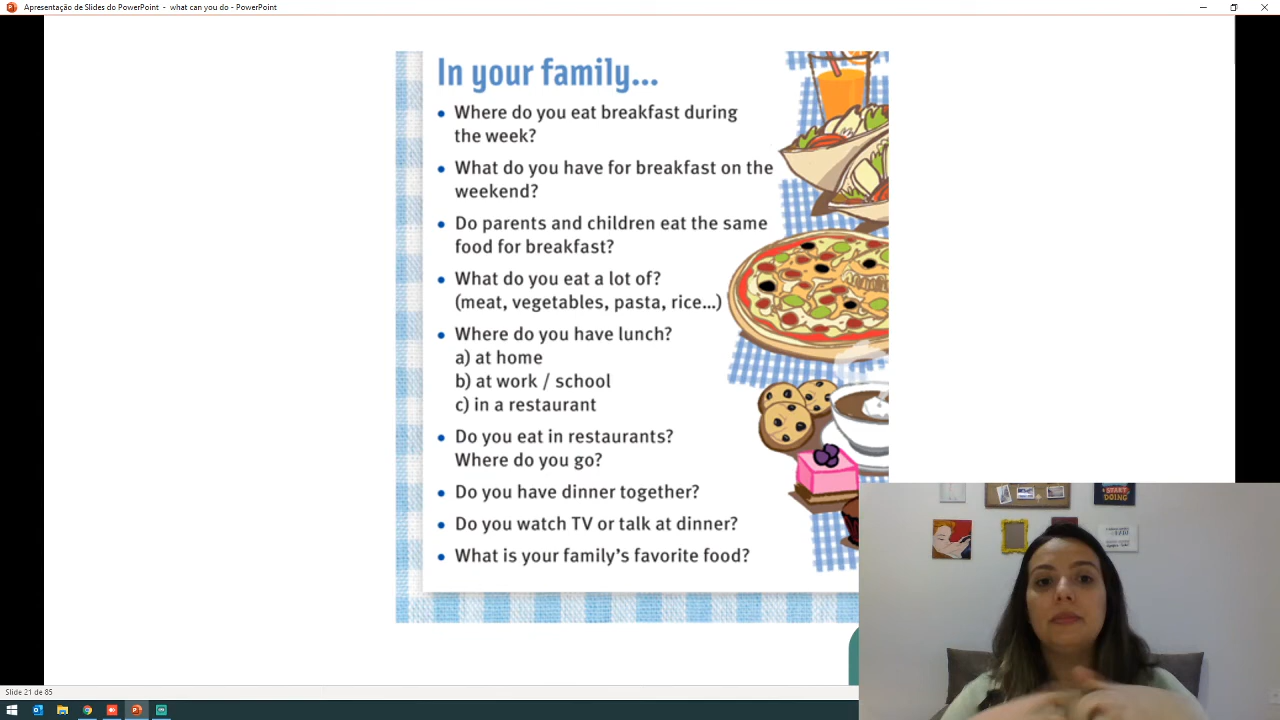 Apresentação de Slides do PowerPoint - what can you do - PowerPoint
In your family...
• Where do you eat breakfast during
the week?
• What do you have for breakfast on the
weekend?
• Do parents and children eat the same
food for breakfast?
• What do you eat a lot of?
(meat, vegetables, pasta, rice...)
• Where do you have lunch?
a) at home
b) at work / school
c) in a restaurant
• Do you eat in restaurants?
Where do you go?
• Do you have dinner together?
• Do you watch TV or talk at dinner?
• What is your family's favorite food?
START
DOING
Slide 21 de 85